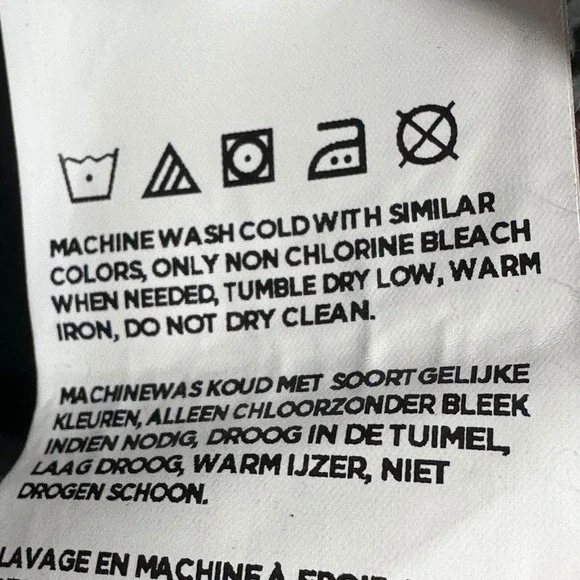 MACHINE WASH COLD WITH SIMILAR
COLORS, ONLY NON CHLORINE BLEACH
WHEN NEEDED, TUMBLE DRY LOW, WARM
IRON, DO NOT DRY CLEAN.
MACHINEWAS KOUD MET SOORT GELIJKE
KLEUREN, ALLEEN CHLOORZONDER BLEEK
INDIEN NODIG, DROOG IN DE TUIMEL,
LAAG DROOG, WARM IJZER, NIET
DROGEN SCHOON.
LAVAGE EN MACHINE À